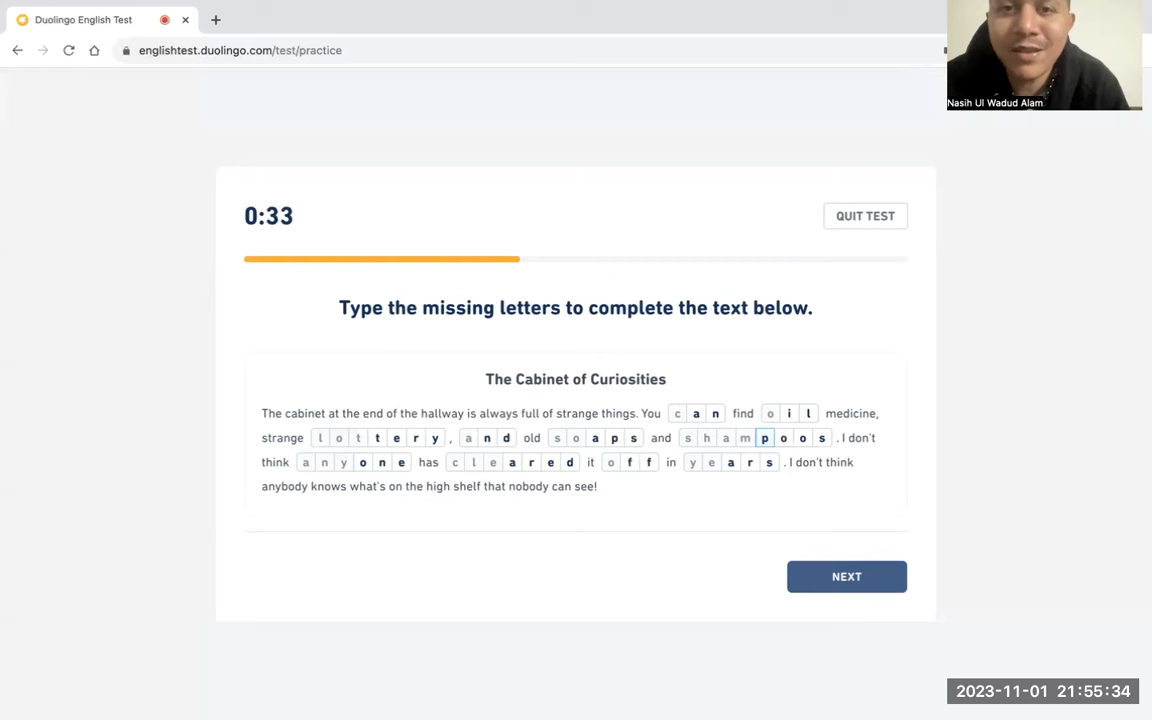 Duolingo English Test
englishtest.duolingo.com/test/practice
Nasih Ul Wadud Alam
0:33
QUIT TEST
Type the missing letters to complete the text below.
The Cabinet of Curiosities
The cabinet at the end of the hallway is always full of strange things. You can find oil medicine,
strange lottery, and old soaps and shampoos. I don't
think anyone has cleared it off in years. I don't think
anybody knows what's on the high shelf that nobody can see!
NEXT
2023-11-01 21:55:34